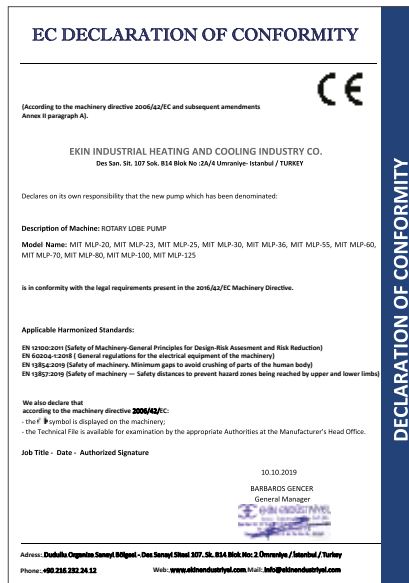 EC DECLARATION OF CONFORMITY
CE
(According to the machinery directive 2006/42/EC and subsequent amendments
Annex II paragraph A).
EKIN INDUSTRIAL HEATING AND COOLING INDUSTRY CO.
Des San. Sit. 107 Sok. B14 Blok No :2A/4 Umraniye- Istanbul / TURKEY
Declares on its own responsibility that the new pump which has been denominated:
Description of Machine: ROTARY LOBE PUMP
Model Name: MIT MLP-20, MIT MLP-23, MIT MLP-25, MIT MLP-30, MIT MLP-36, MIT MLP-55, MIT MLP-60,
MIT MLP-70, MIT MLP-80, MIT MLP-100, MIT MLP-125
is in conformity with the legal requirements present in the 2016/42/EC Machinery Directive.
Applicable Harmonized Standards:
EN 12100:2011 (Safety of Machinery-General Principles for Design-Risk Assesment and Risk Reduction)
EN 60204-1:2018 ( General regulations for the electrical equipment of the machinery)
EN 13854:2019 (Safety of machinery. Minimum gaps to avoid crushing of parts of the human body)
EN 13857:2019 (Safety of machinery — Safety distances to prevent hazard zones being reached by upper and lower limbs)
We also declare that
according to the machinery directive 2006/42/EC:
- the symbol is displayed on the machinery;
- the Technical File is available for examination by the appropriate Authorities at the Manufacturer's Head Office.
Job Title - Date - Authorized Signature
10.10.2019
BARBAROS GENCER
General Manager
Adress: Dudullu Organize Sanayi Bölgesi - Des Sanayi Sitesi 107. Sk. B14 Blok No: 2 Ümraniye / İstanbul / Turkey
Phone:+90.216.232.24.12 Web:www.ekinendustriyel.com Mail:info@ekinendustriyel.com
DECLARATION OF CONFORMITY